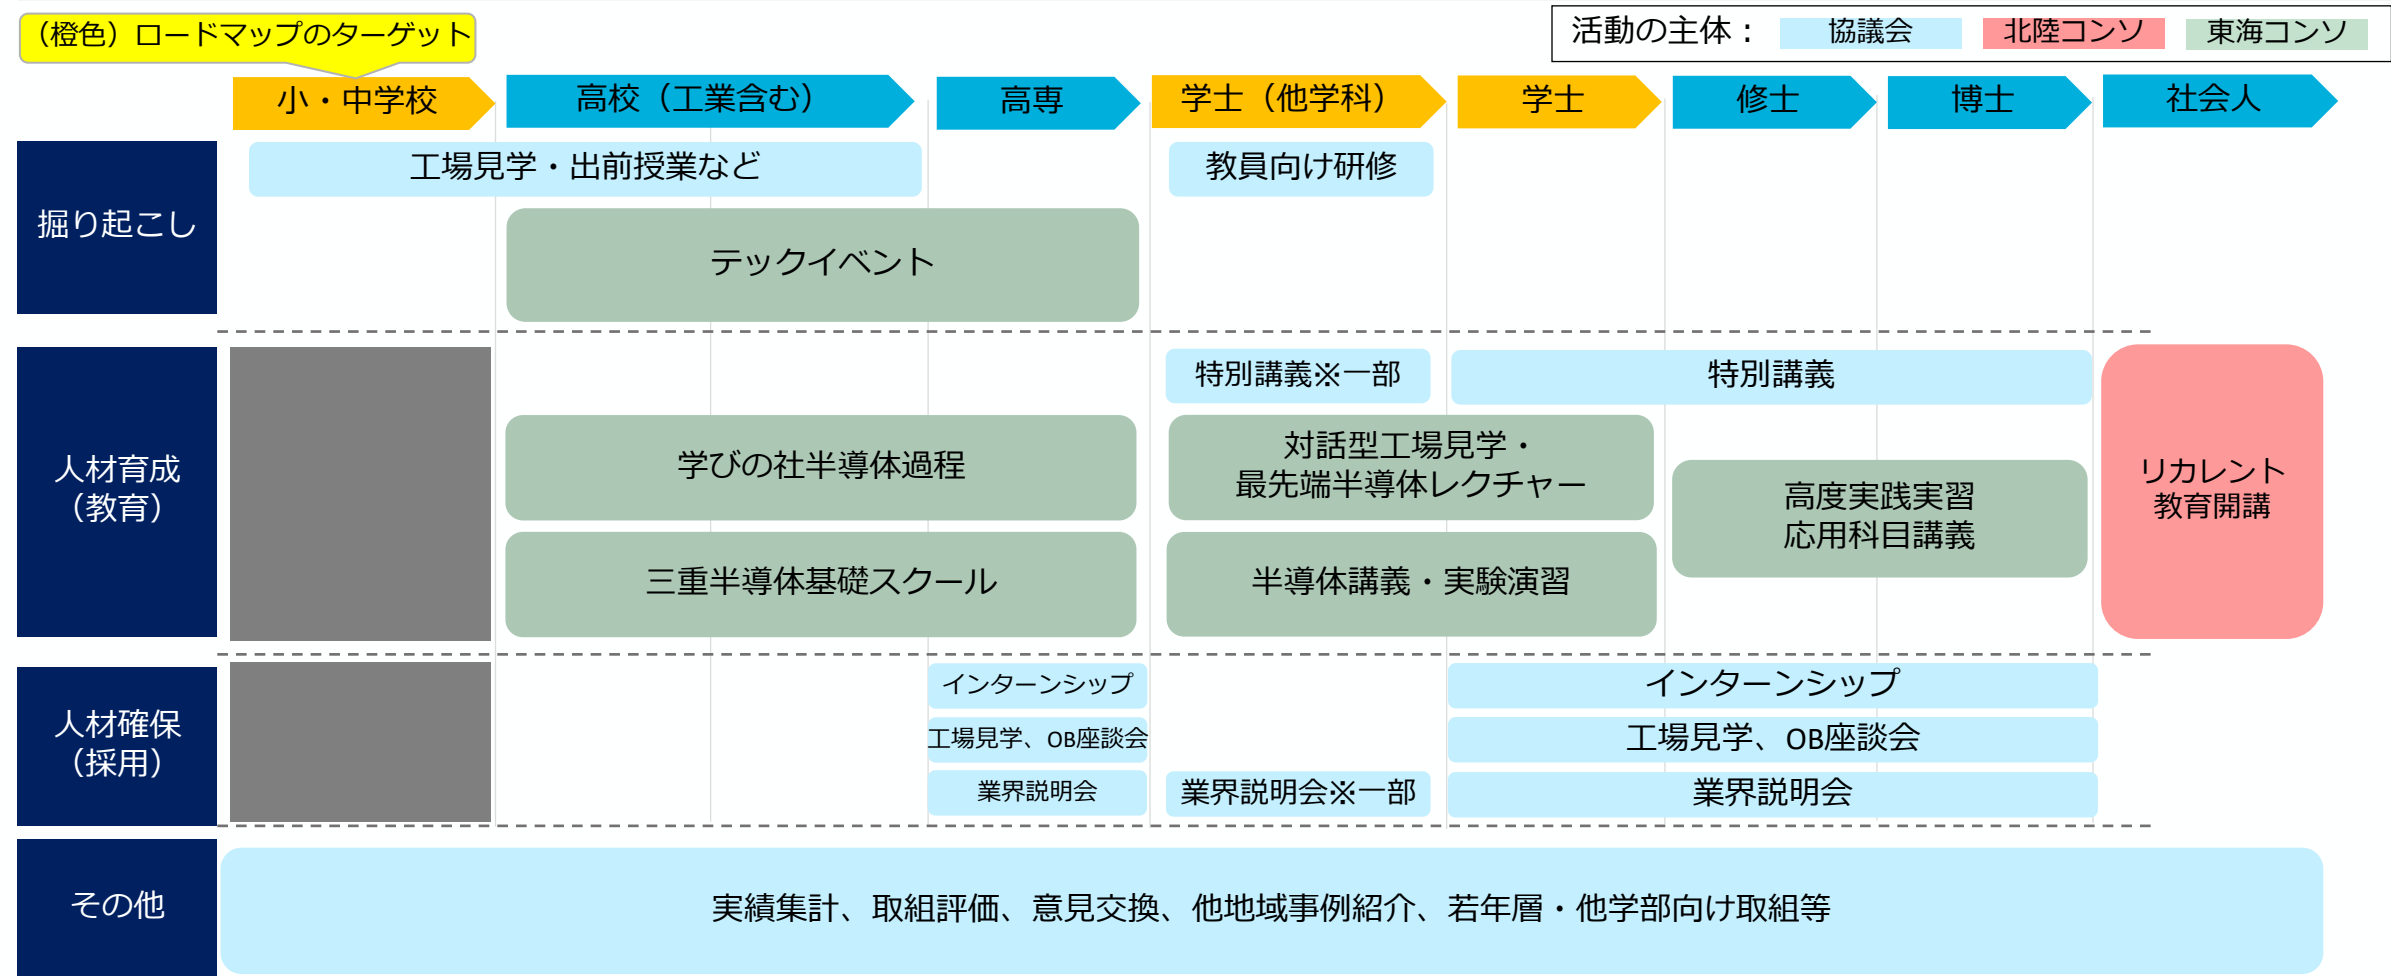 （橙色）ロードマップのターゲット
活動の主体： 協議会 北陸コンソ 東海コンソ
小・中学校 高校（工業含む） 高専 学士（他学科） 学士 修士 博士 社会人
掘り起こし
工場見学・出前授業など
教員向け研修
テックイベント
人材育成
（教育）
特別講義※一部
特別講義
学びの社半導体過程
対話型工場見学・
最先端半導体レクチャー
高度実践実習
応用科目講義
リカレント
教育開講
三重半導体基礎スクール
半導体講義・実験演習
人材確保
（採用）
インターンシップ
インターンシップ
工場見学、OB座談会
工場見学、OB座談会
業界説明会
業界説明会※一部
業界説明会
その他
実績集計、取組評価、意見交換、他地域事例紹介、若年層・他学部向け取組等